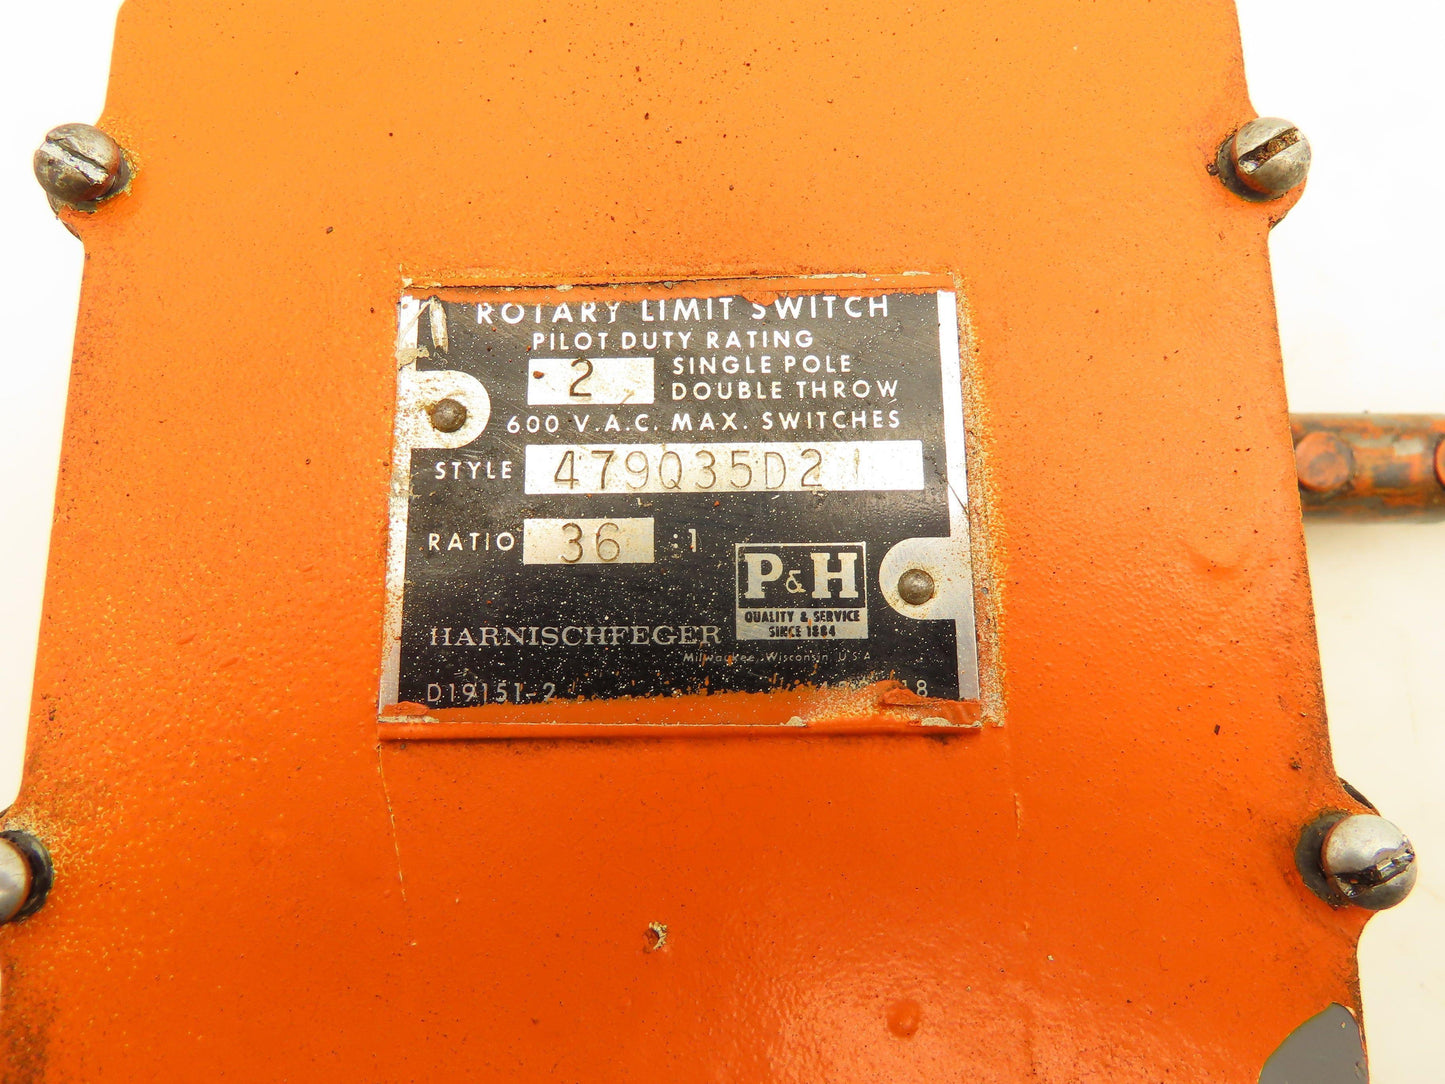 ROTARY LIMIT SWITCH
PILOT DUTY RATING
2 SINGLE POLE
DOUBLE THROW
600 V.A.C. MAX. SWITCHES
STYLE 479Q35D21
RATIO 36 :1
P&H
QUALITY & SERVICE
SINCE 1884
HARNISCHFEGER
Milwaukee, Wisconsin U.S.A.
D19151-2